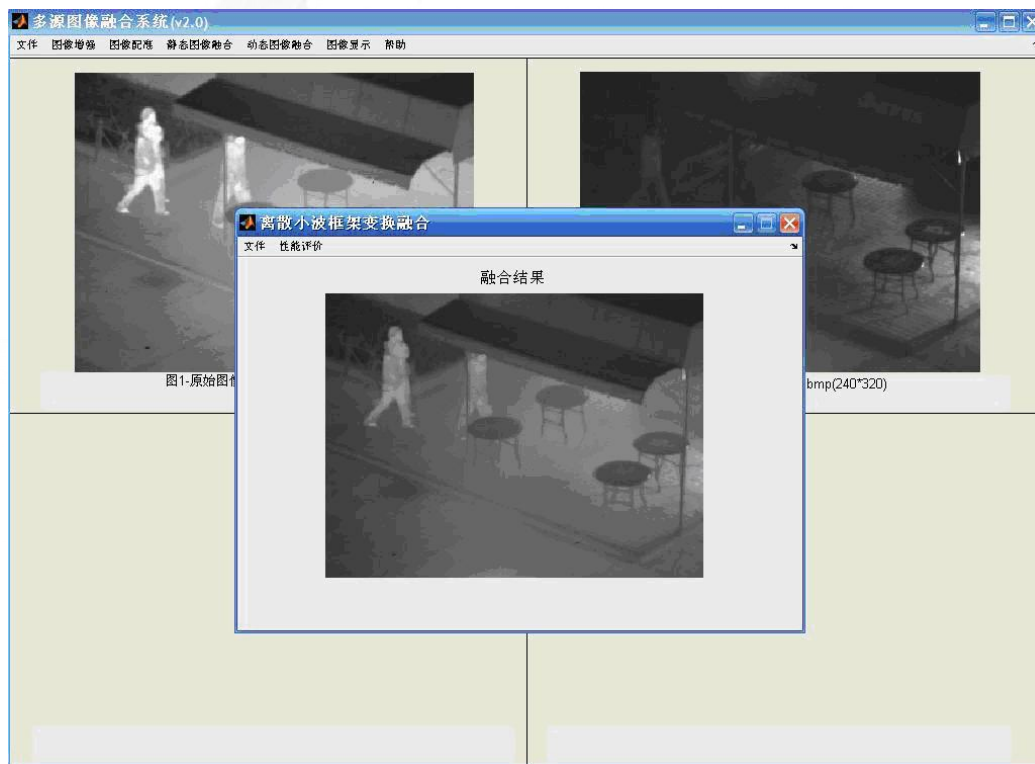 多源图像融合系统(v2.0)
文件 图像增强 图像配准 静态图像融合 动态图像融合 图像显示 帮助
离散小波框架变换融合
文件 性能评价
融合结果
图1-原始图
bmp(240*320)